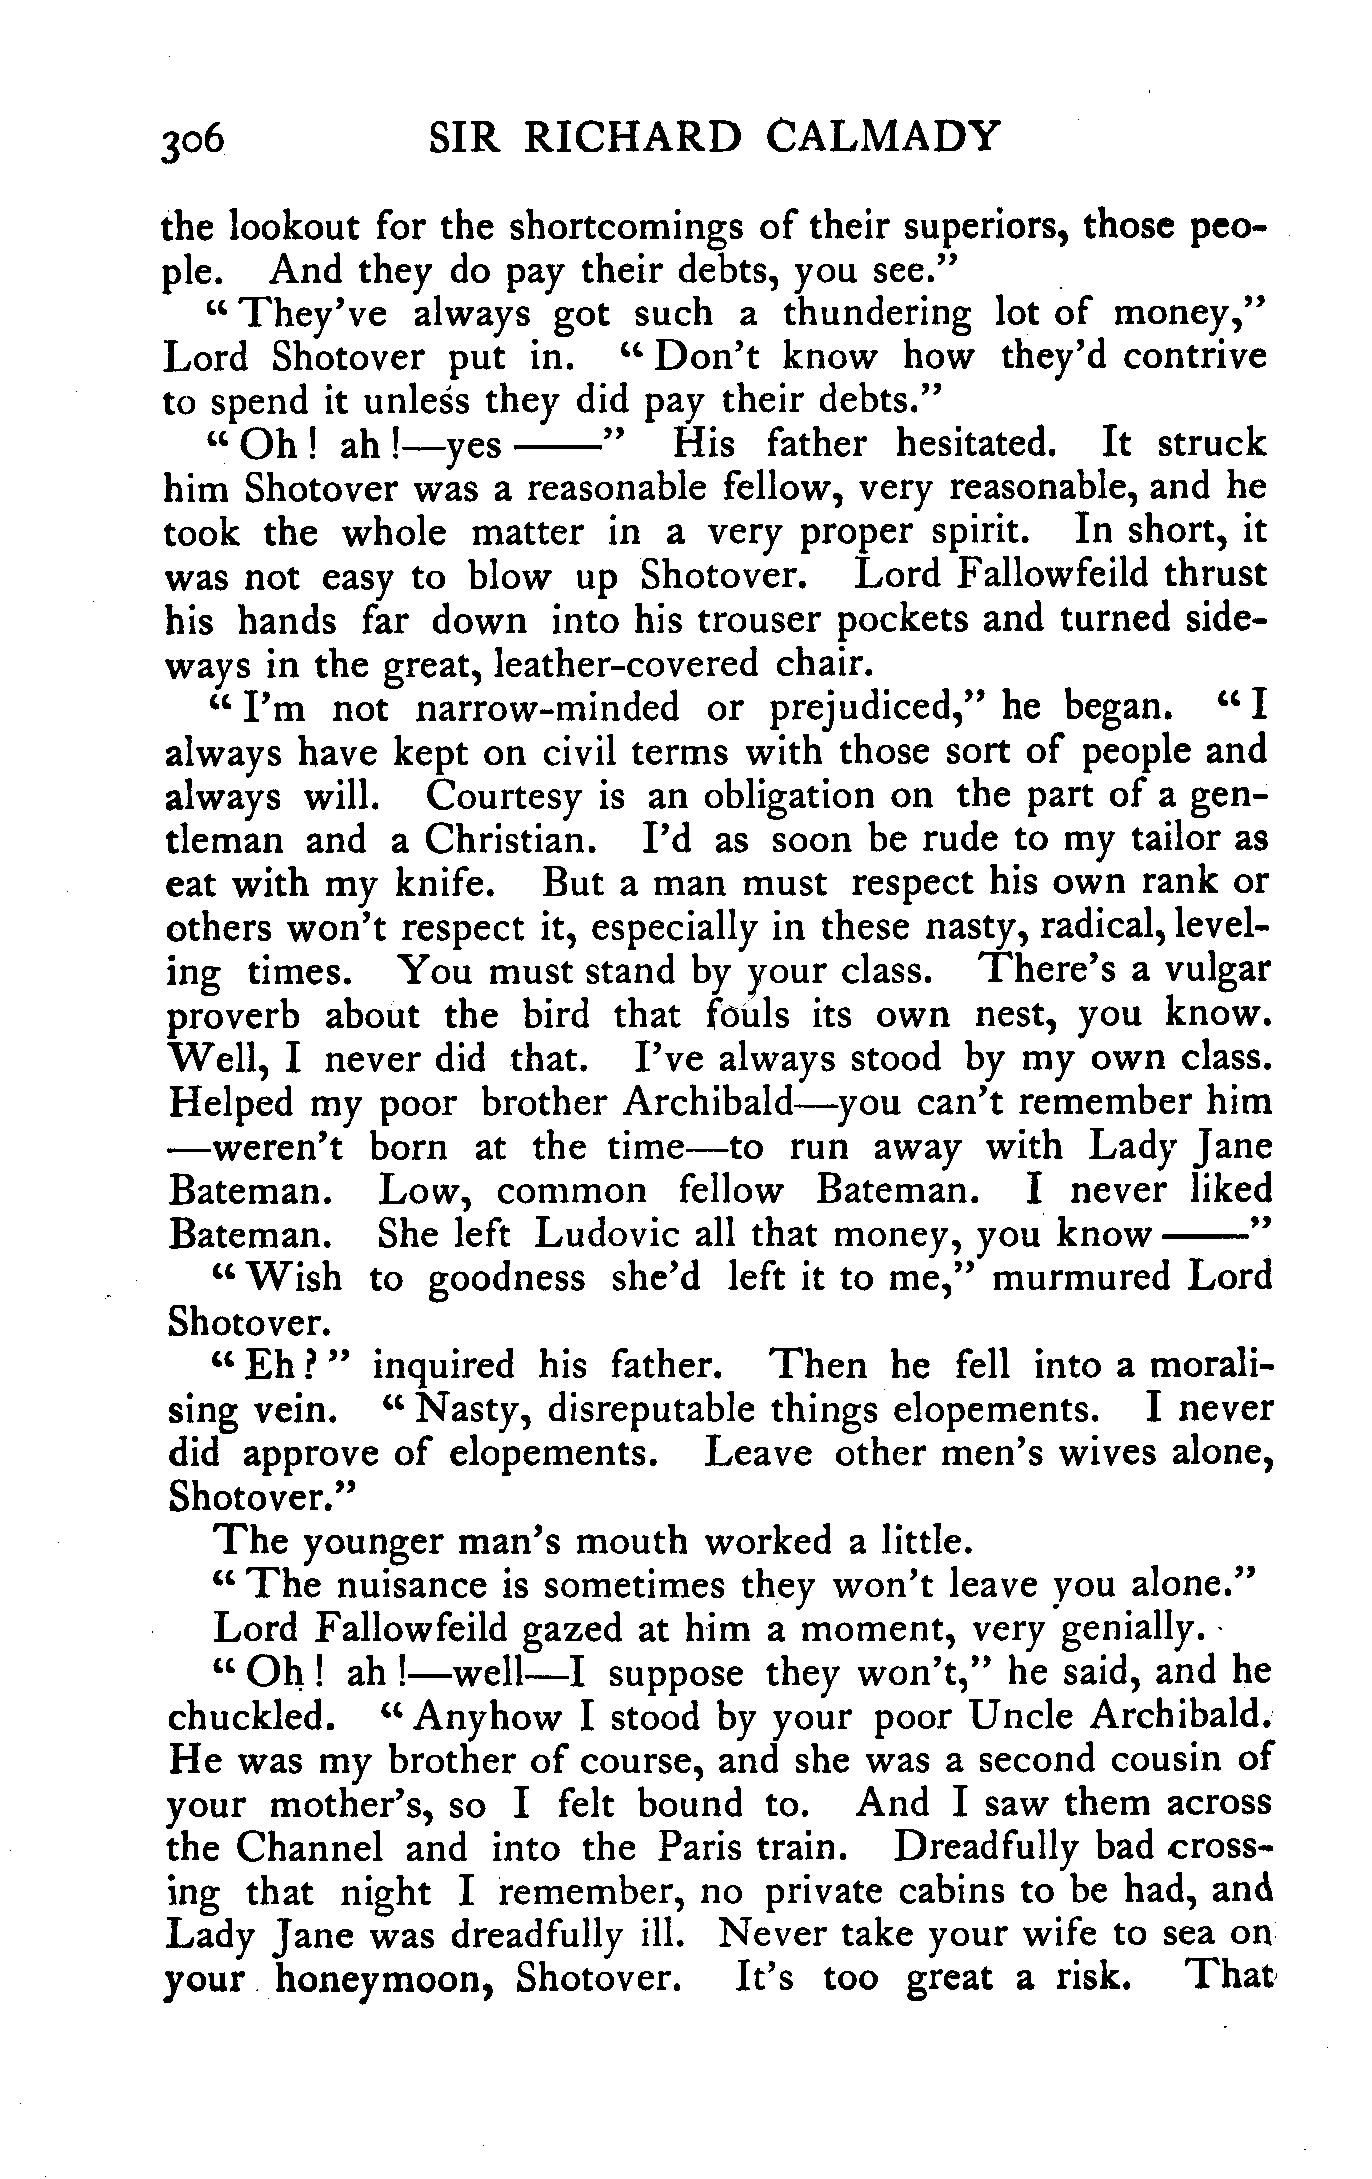 306 SIR RICHARD CALMADY
the lookout for the shortcomings of their superiors, those peo-
ple. And they do pay their debts, you see."
"They've always got such a thundering lot of money,"
Lord Shotover put in. "Don't know how they'd contrive
to spend it unless they did pay their debts."
"Oh! ah!—yes ——" His father hesitated. It struck
him Shotover was a reasonable fellow, very reasonable, and he
took the whole matter in a very proper spirit. In short, it
was not easy to blow up Shotover. Lord Fallowfeild thrust
his hands far down into his trouser pockets and turned side-
ways in the great, leather-covered chair.
"I'm not narrow-minded or prejudiced," he began. "I
always have kept on civil terms with those sort of people and
always will. Courtesy is an obligation on the part of a gen-
tleman and a Christian. I'd as soon be rude to my tailor as
eat with my knife. But a man must respect his own rank or
others won't respect it, especially in these nasty, radical, level-
ing times. You must stand by your class. There's a vulgar
proverb about the bird that fouls its own nest, you know.
Well, I never did that. I've always stood by my own class.
Helped my poor brother Archibald—you can't remember him
—weren't born at the time—to run away with Lady Jane
Bateman. Low, common fellow Bateman. I never liked
Bateman. She left Ludovic all that money, you know ——"
"Wish to goodness she'd left it to me," murmured Lord
Shotover.
"Eh?" inquired his father. Then he fell into a morali-
sing vein. "Nasty, disreputable things elopements. I never
did approve of elopements. Leave other men's wives alone,
Shotover."
The younger man's mouth worked a little.
"The nuisance is sometimes they won't leave you alone."
Lord Fallowfeild gazed at him a moment, very genially.
"Oh! ah!—well—I suppose they won't," he said, and he
chuckled. "Anyhow I stood by your poor Uncle Archibald.
He was my brother of course, and she was a second cousin of
your mother's, so I felt bound to. And I saw them across
the Channel and into the Paris train. Dreadfully bad cross-
ing that night I remember, no private cabins to be had, and
Lady Jane was dreadfully ill. Never take your wife to sea on
your honeymoon, Shotover. It's too great a risk. That